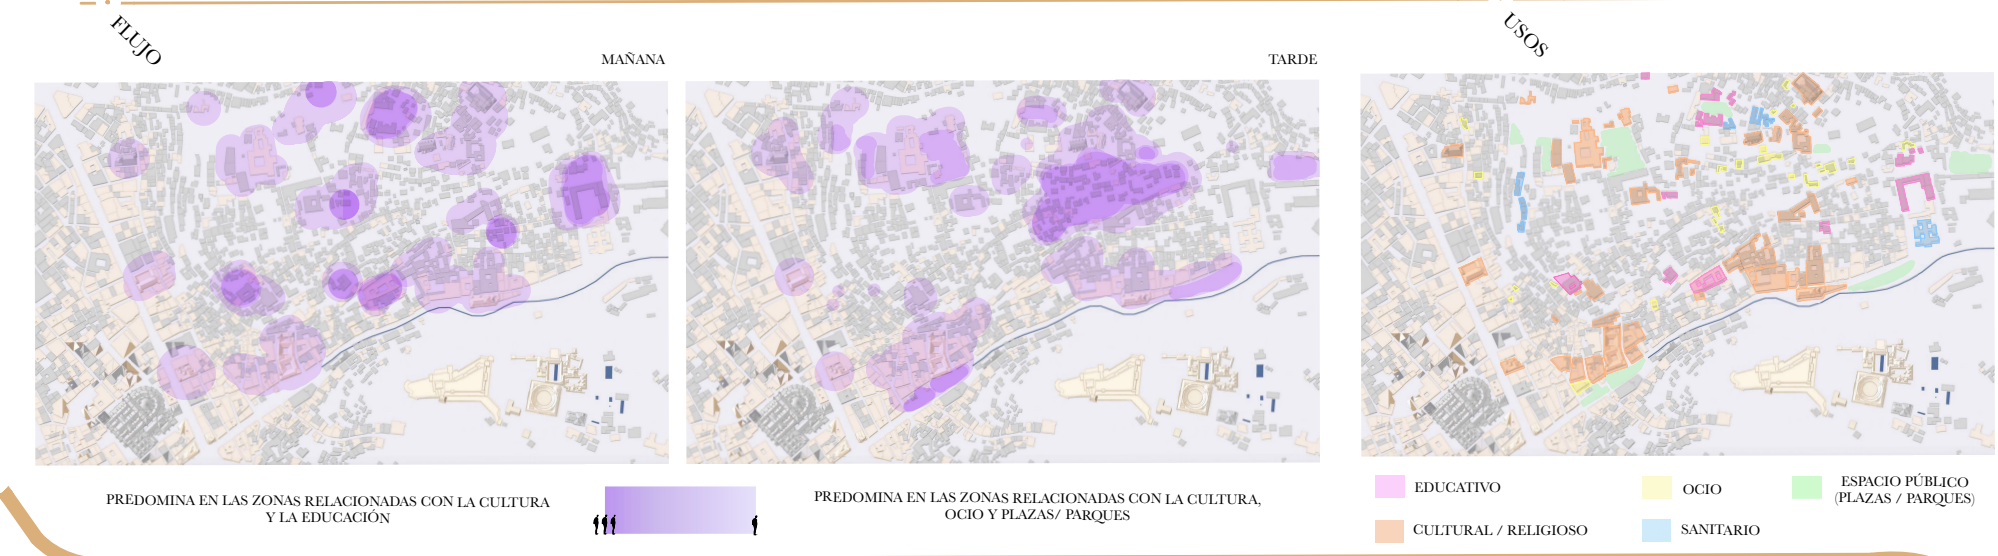 FLUJO
MAÑANA
TARDE
USOS
PREDOMINA EN LAS ZONAS RELACIONADAS CON LA CULTURA
Y LA EDUCACIÓN
PREDOMINA EN LAS ZONAS RELACIONADAS CON LA CULTURA,
OCIO Y PLAZAS/ PARQUES
EDUCATIVO
OCIO
ESPACIO PÚBLICO
(PLAZAS / PARQUES)
CULTURAL / RELIGIOSO
SANITARIO